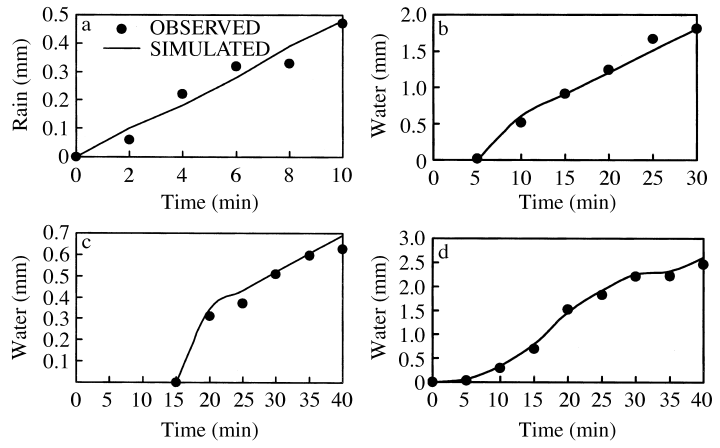 a
OBSERVED
SIMULATED
Rain (mm)
0.5
0.4
0.3
0.2
0.1
0
0 2 4 6 8 10
Time (min)
b
Water (mm)
2.0
1.5
1.0
0.5
0.0
0 5 10 15 20 25 30
Time (min)
c
Water (mm)
0.7
0.6
0.5
0.4
0.3
0.2
0.1
0 5 10 15 20 25 30 35 40
Time (min)
d
Water (mm)
3.0
2.5
2.0
1.5
1.0
0.5
0
0 5 10 15 20 25 30 35 40
Time (min)